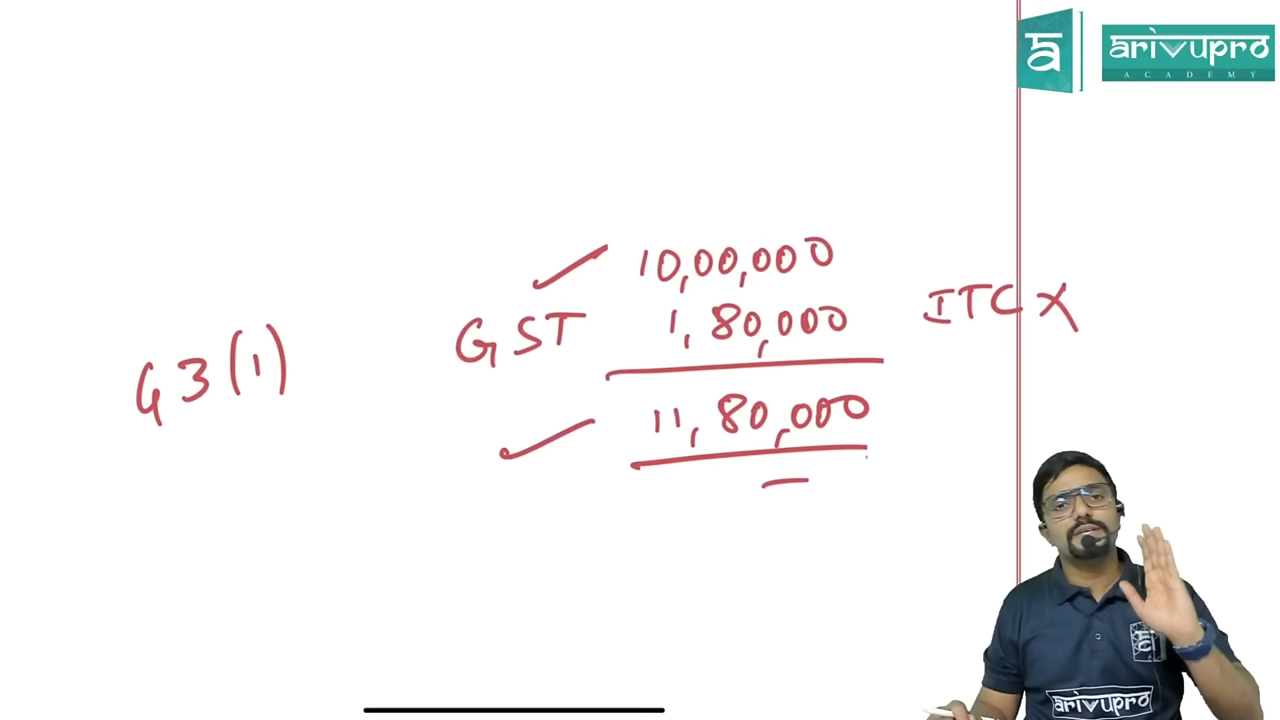 arivupro
ACADEMY
10,00,000
GST 1,80,000 ITC X
43(1)
11,80,000
arivupro